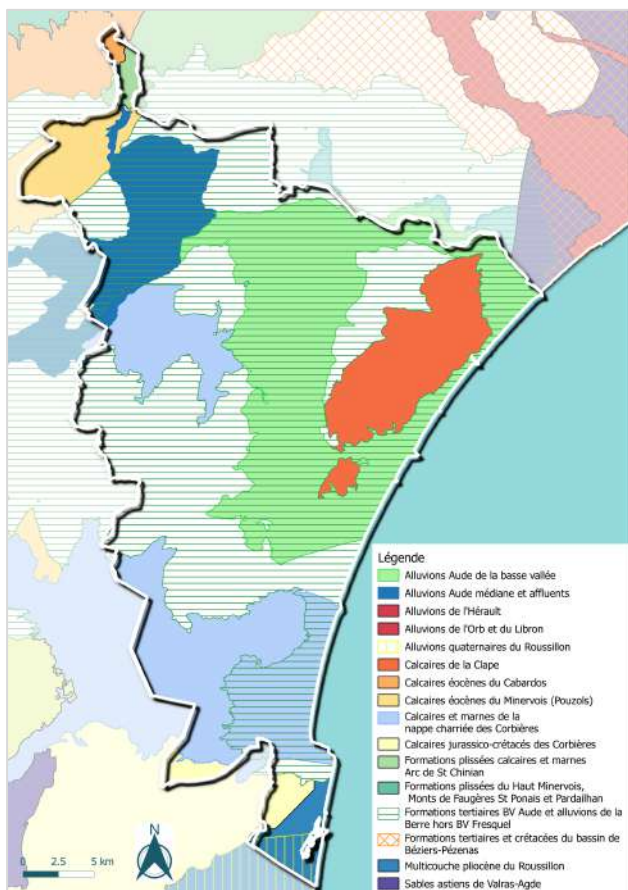 Légende
Alluvions Aude de la basse vallée
Alluvions Aude médiane et affluents
Alluvions de l'Hérault
Alluvions de l'Orb et du Libron
Alluvions quaternaires du Roussillon
Calcaires de la Clape
Calcaires éocènes du Cabardos
Calcaires éocènes du Minervois (Pouzols)
Calcaires et marnes de la
nappe charriée des Corbières
Calcaires jurassico-crétacés des Corbières
Formations plissées calcaires et marnes
Arc de St Chinian
Formations plissées du Haut Minervois,
Monts de Faugères St Ponais et Pardailhan
Formations tertiaires BV Aude et alluvions de la
Berre hors BV Fresquel
Formations tertiaires et crétacées du bassin de
Béziers-Pézenas
Multicouche pliocène du Roussillon
Sables astiens de Valras-Agde
N
0 2.5 5 km